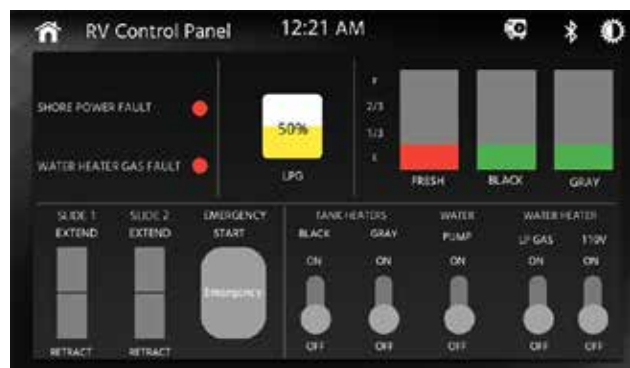 RV Control Panel 12:21 AM
SHORE POWER FAULT
WATER HEATER GAS FAULT
50%
LPG
F
2/3
1/3
E
FRESH BLACK GRAY
SLIDE 1 SLIDE 2 EMERGENCY TANK HEATERS WATER WATER HEATER
EXTEND EXTEND START BLACK GRAY PUMP LP GAS 110V
ON ON ON ON ON
Emergency
RETRACT RETRACT OFF OFF OFF OFF OFF